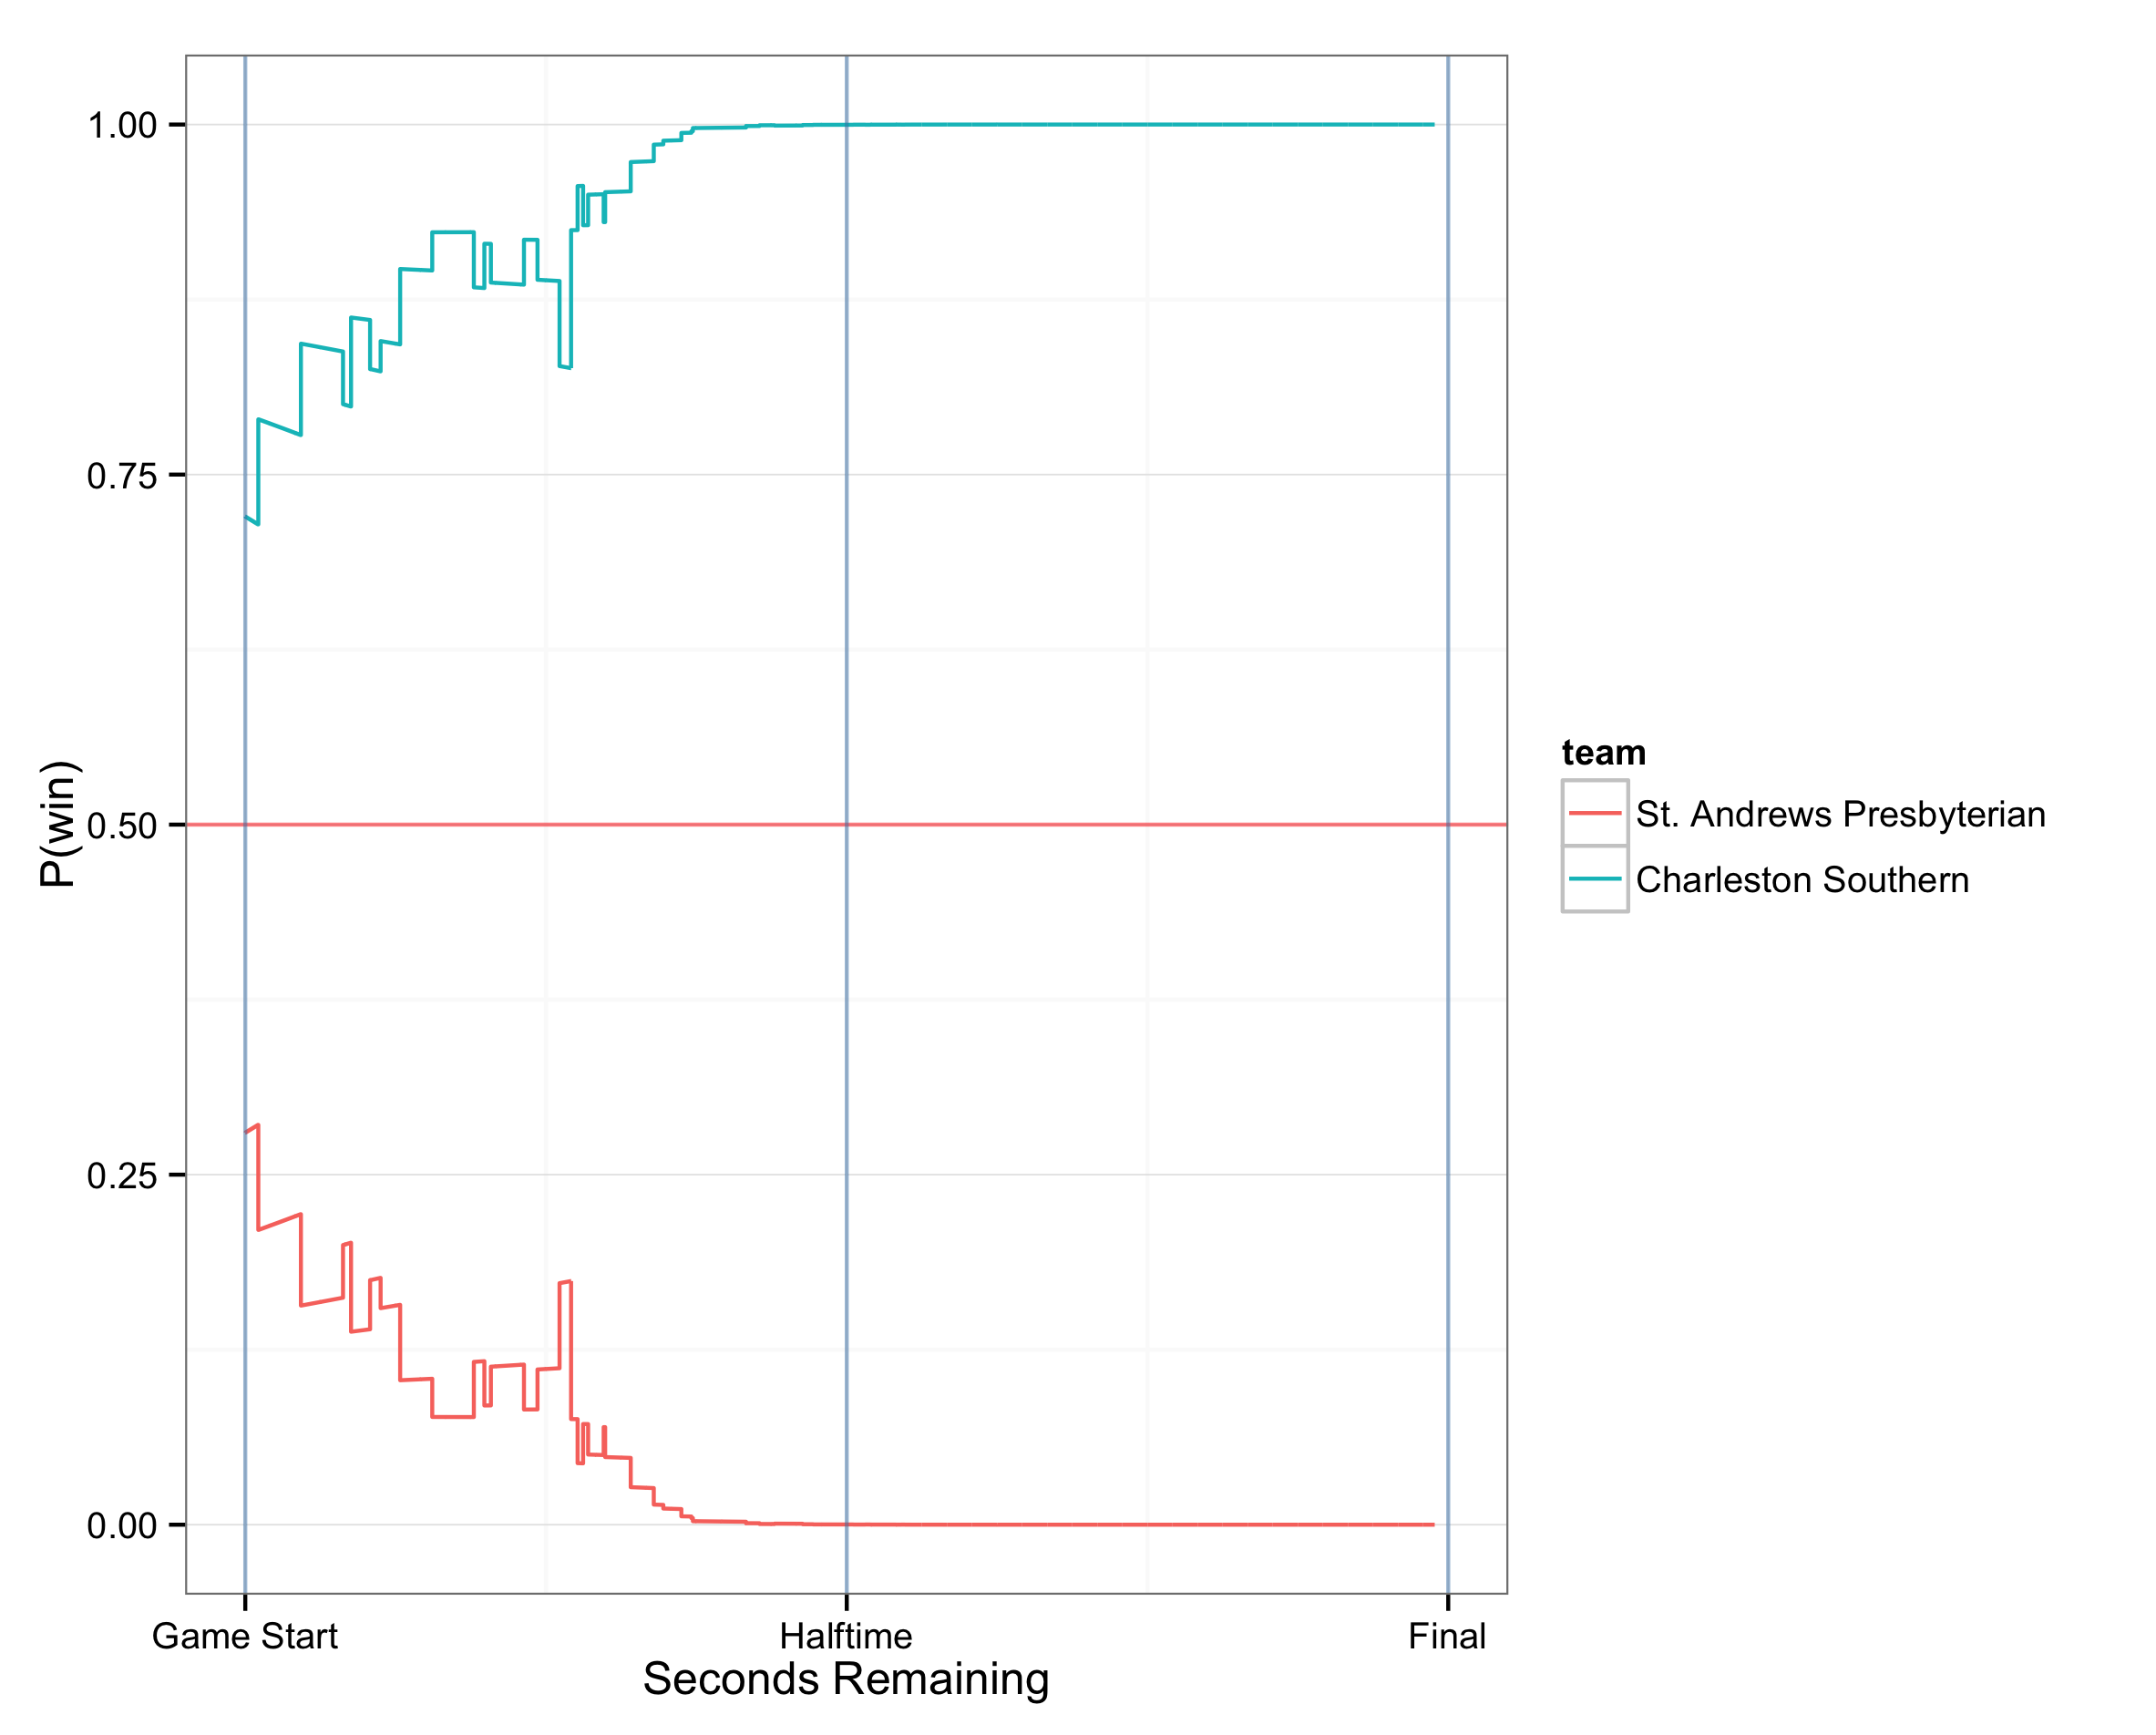 1.00
0.75
0.50
0.25
0.00
P(win)
Game Start
Halftime
Final
Seconds Remaining
team
St. Andrews Presbyterian
Charleston Southern